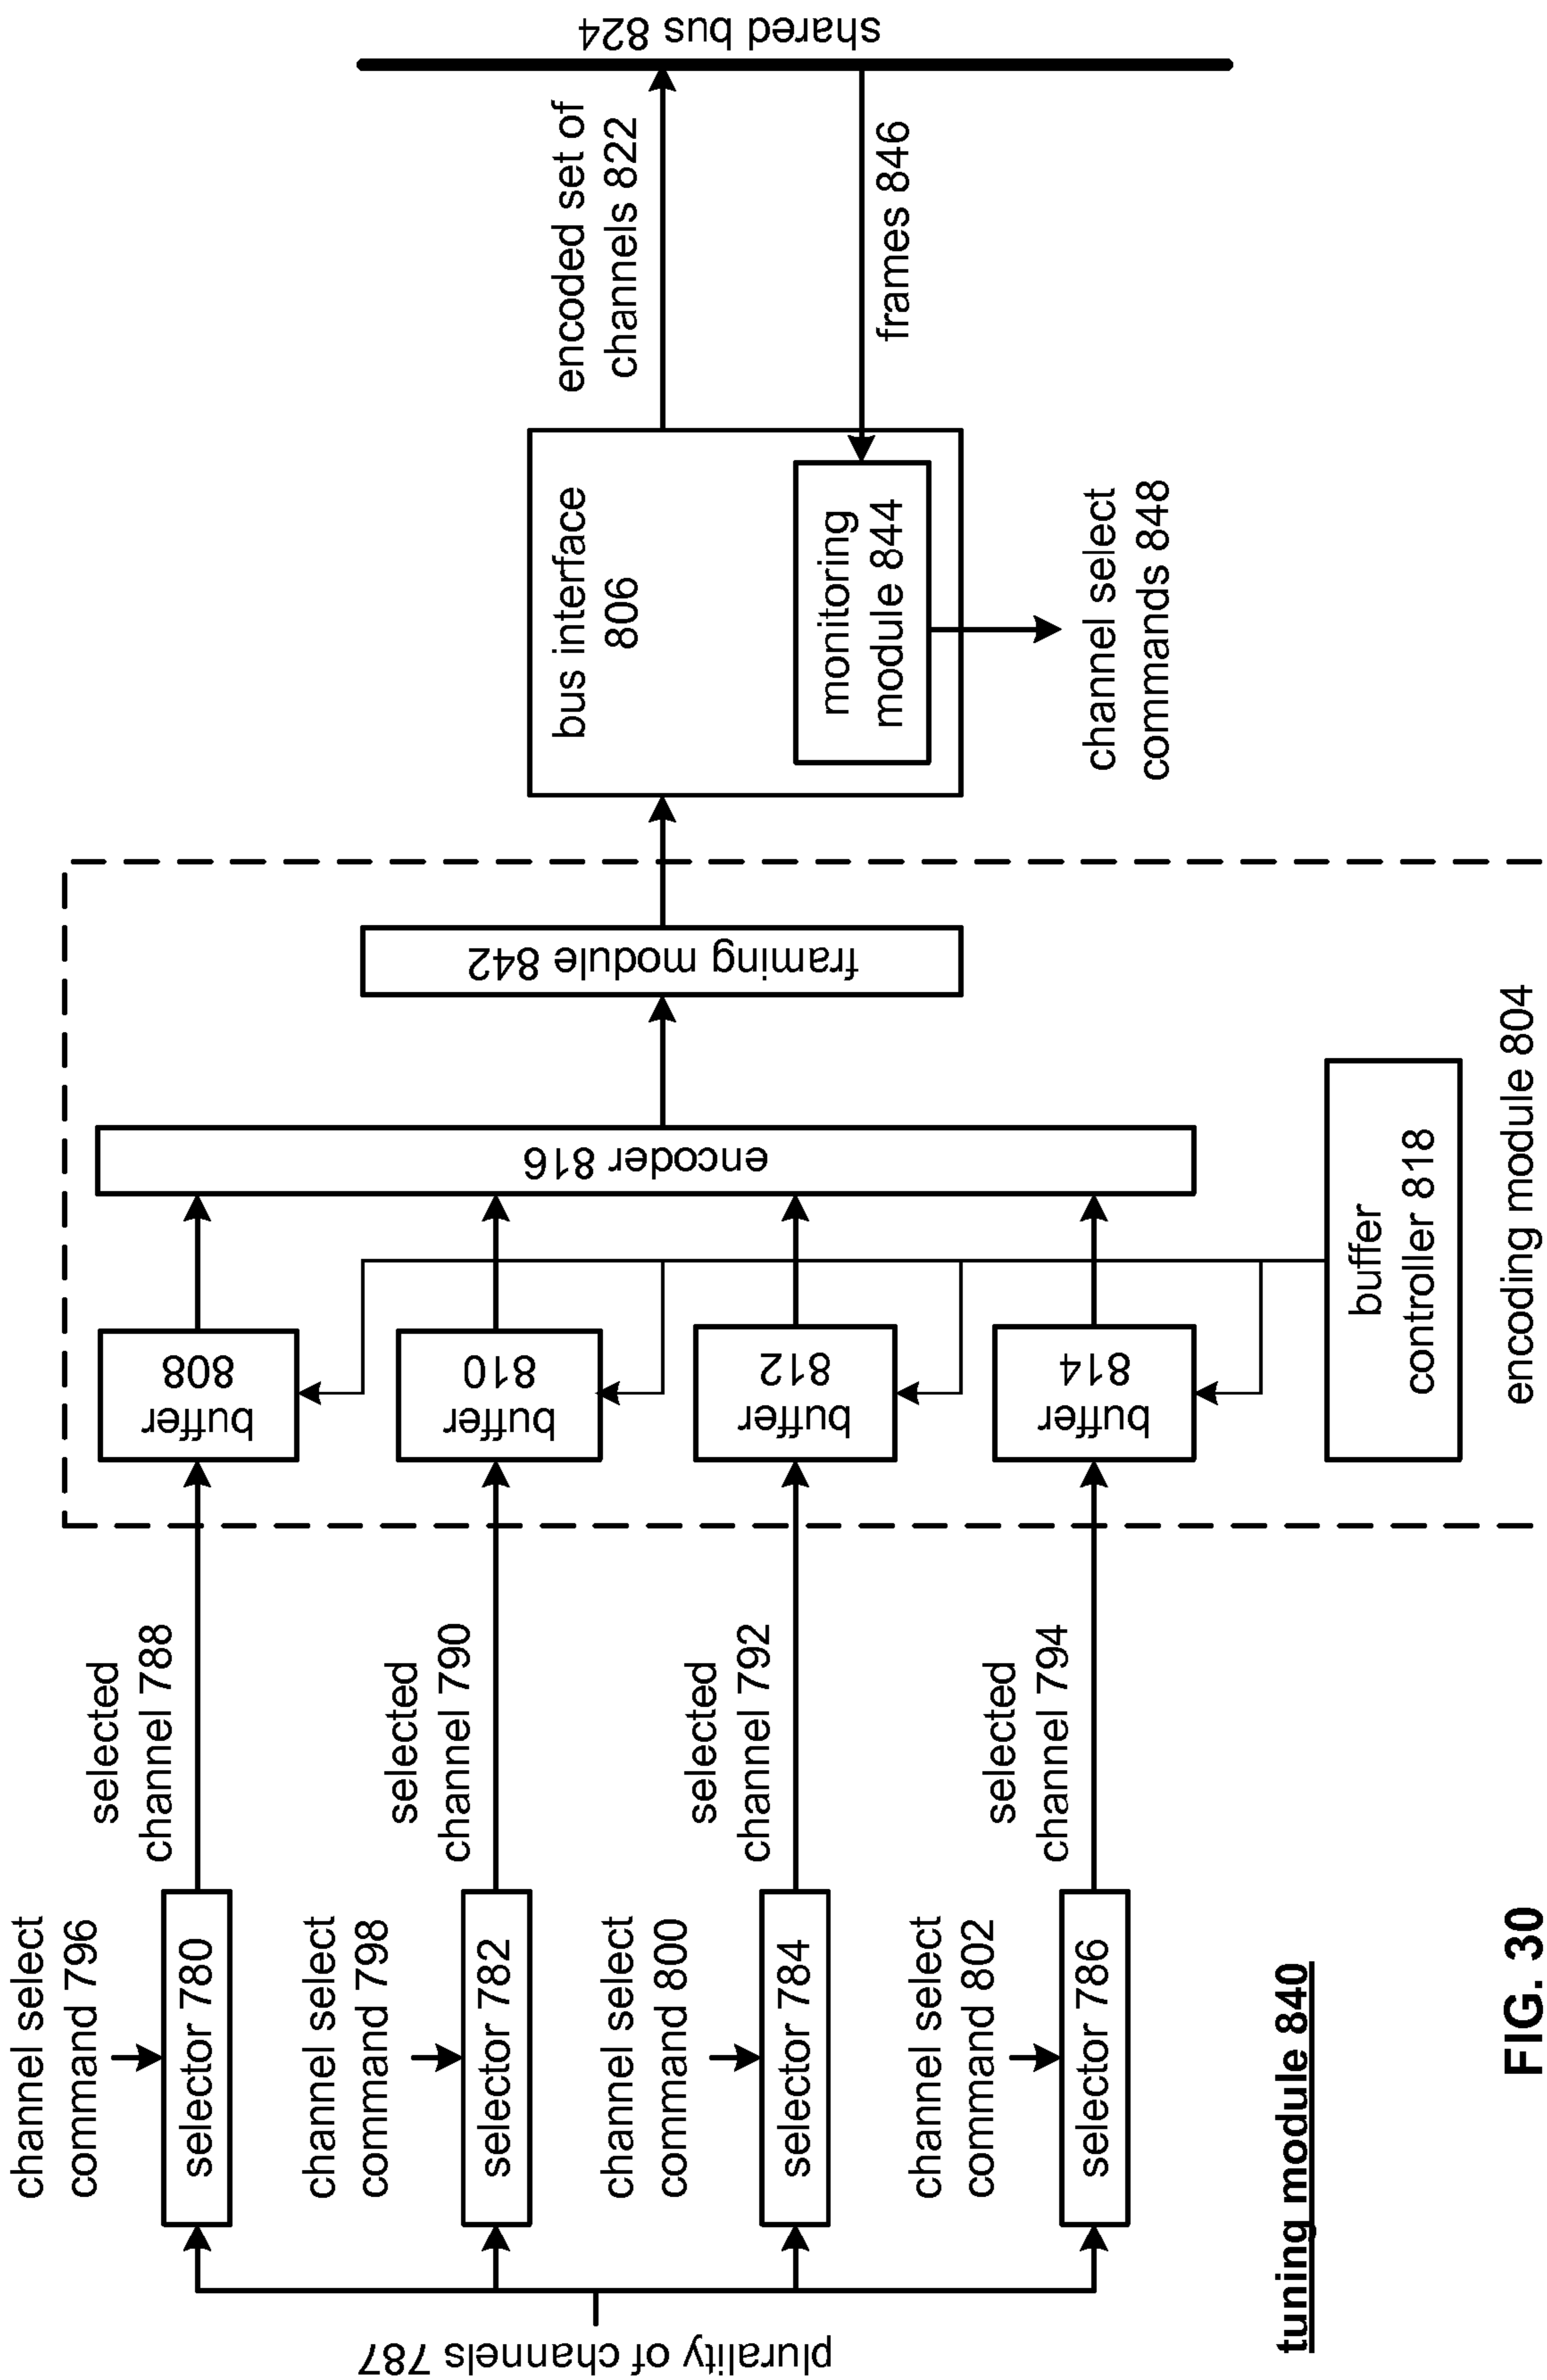 plurality of channels 787
channel select
command 796
selector 780
selected
channel 788
buffer
808
channel select
command 798
selector 782
selected
channel 790
buffer
810
channel select
command 800
selector 784
selected
channel 792
buffer
812
channel select
command 802
selector 786
selected
channel 794
buffer
814
buffer
controller 818
encoding module 804
encoder 816
framing module 842
bus interface
806
monitoring
module 844
channel select
commands 848
encoded set of
channels 822
frames 846
shared bus 824
tuning module 840
FIG. 30